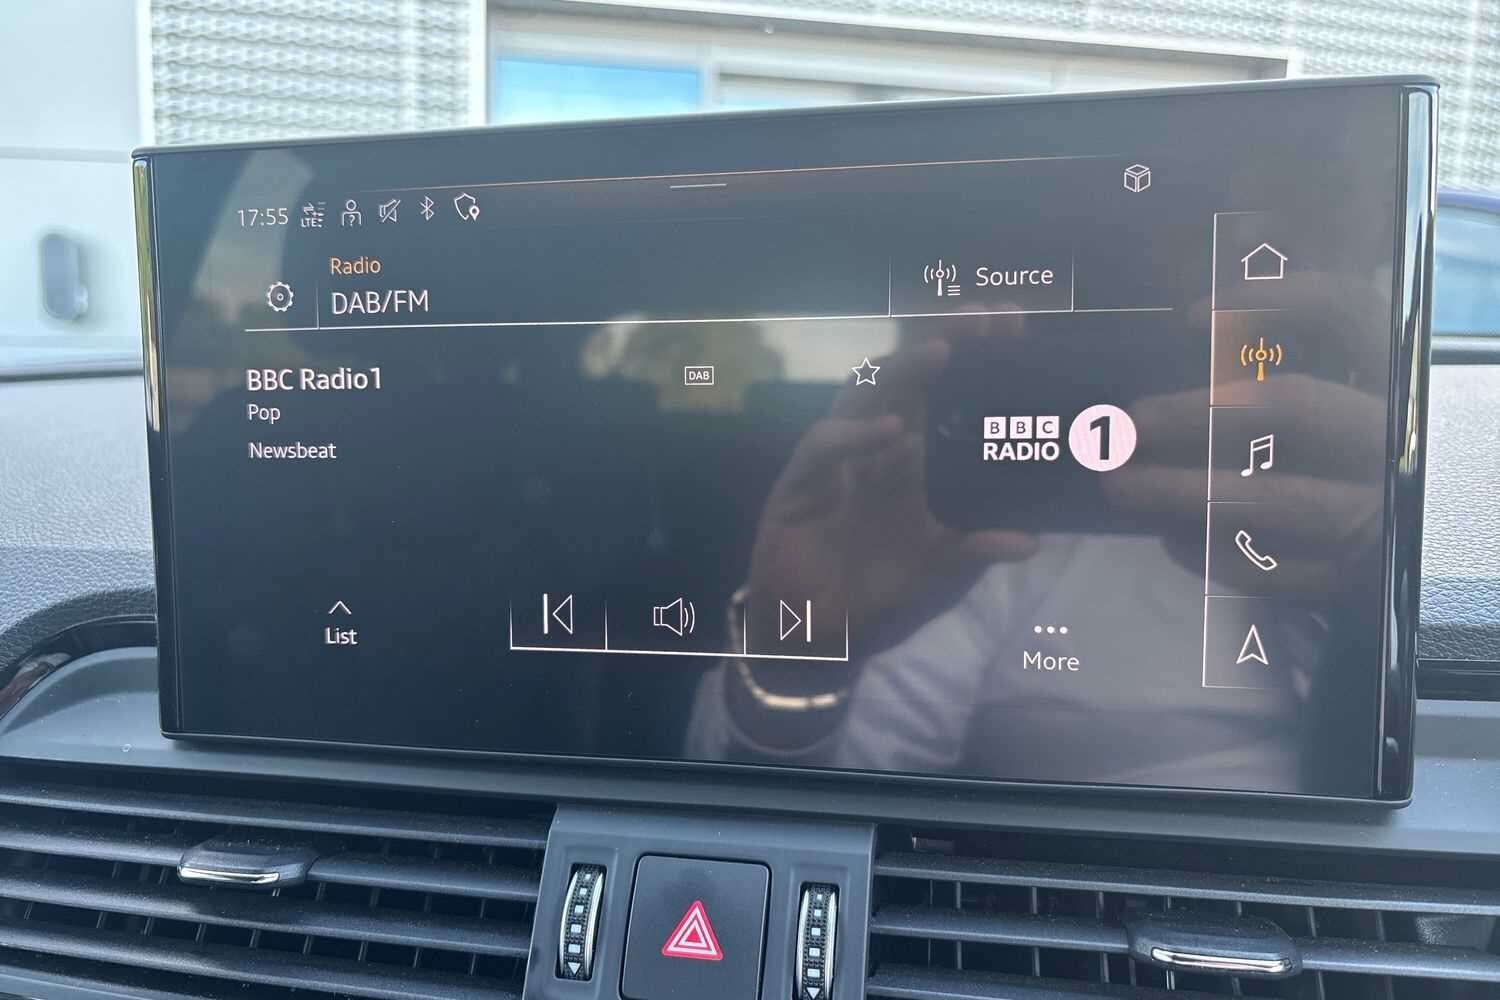 17:55 LTE
Radio
DAB/FM
Source
BBC Radio1
DAB
Pop
Newsbeat
BBC
RADIO 1
List
More